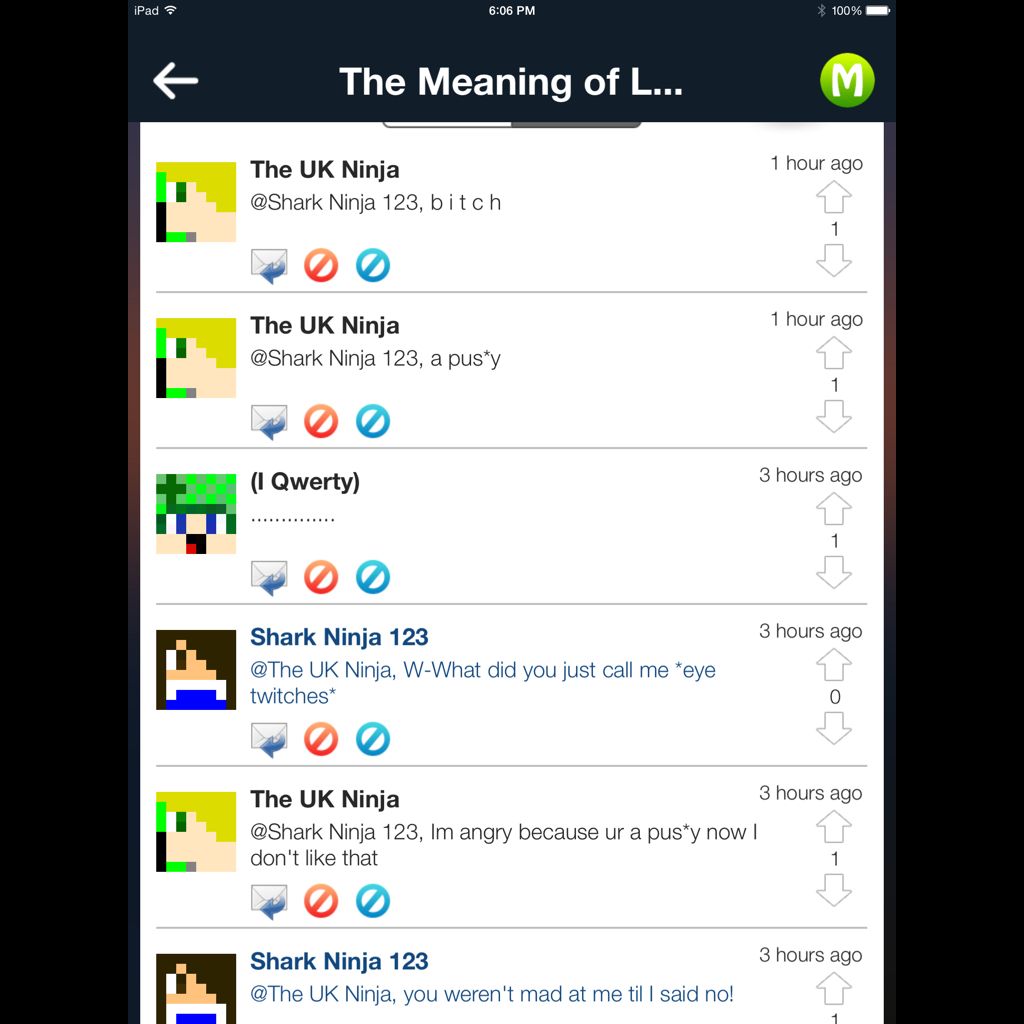 iPad 6:06 PM 100%
The Meaning of L...
M
The UK Ninja 1 hour ago
@Shark Ninja 123, b i t c h
1
The UK Ninja 1 hour ago
@Shark Ninja 123, a pus*y
1
(I Qwerty) 3 hours ago
..............
1
Shark Ninja 123 3 hours ago
@The UK Ninja, W-What did you just call me *eye
twitches*
0
The UK Ninja 3 hours ago
@Shark Ninja 123, Im angry because ur a pus*y now I
don't like that
1
Shark Ninja 123 3 hours ago
@The UK Ninja, you weren't mad at me til I said no!
1